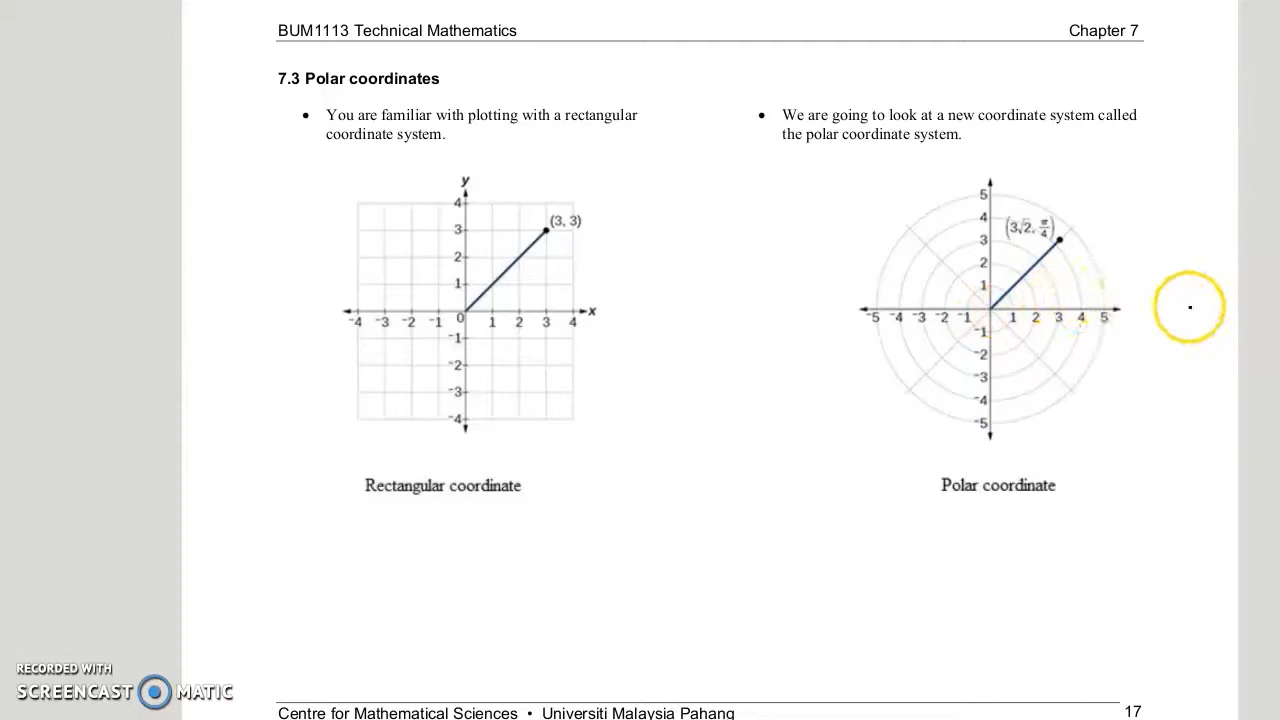 BUM1113 Technical Mathematics Chapter 7
7.3 Polar coordinates
• You are familiar with plotting with a rectangular
coordinate system.
• We are going to look at a new coordinate system called
the polar coordinate system.
y
4
3
2
1
(3, 3)
-4 -3 -2 -1 0 1 2 3 4 x
-1
-2
-3
-4
Rectangular coordinate
5
4
3
2
1
(3√2, π/4)
-5 -4 -3 -2 -1 1 2 3 4 5
-1
-2
-3
-4
-5
Polar coordinate
RECORDED WITH
SCREENCAST MATIC
Centre for Mathematical Sciences • Universiti Malaysia Pahang 17